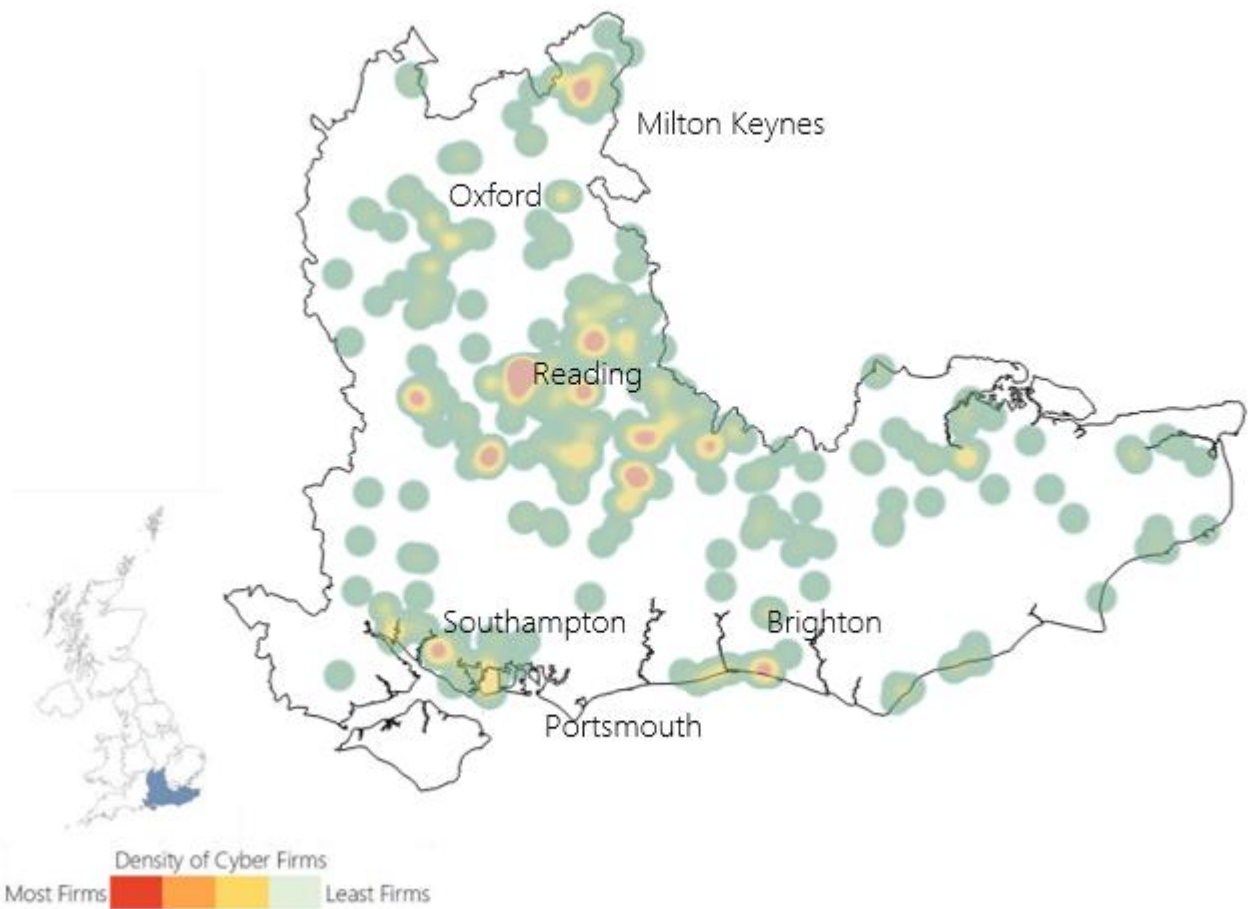 Milton Keynes
Oxford
Reading
Southampton
Brighton
Portsmouth
Density of Cyber Firms
Most Firms
Least Firms